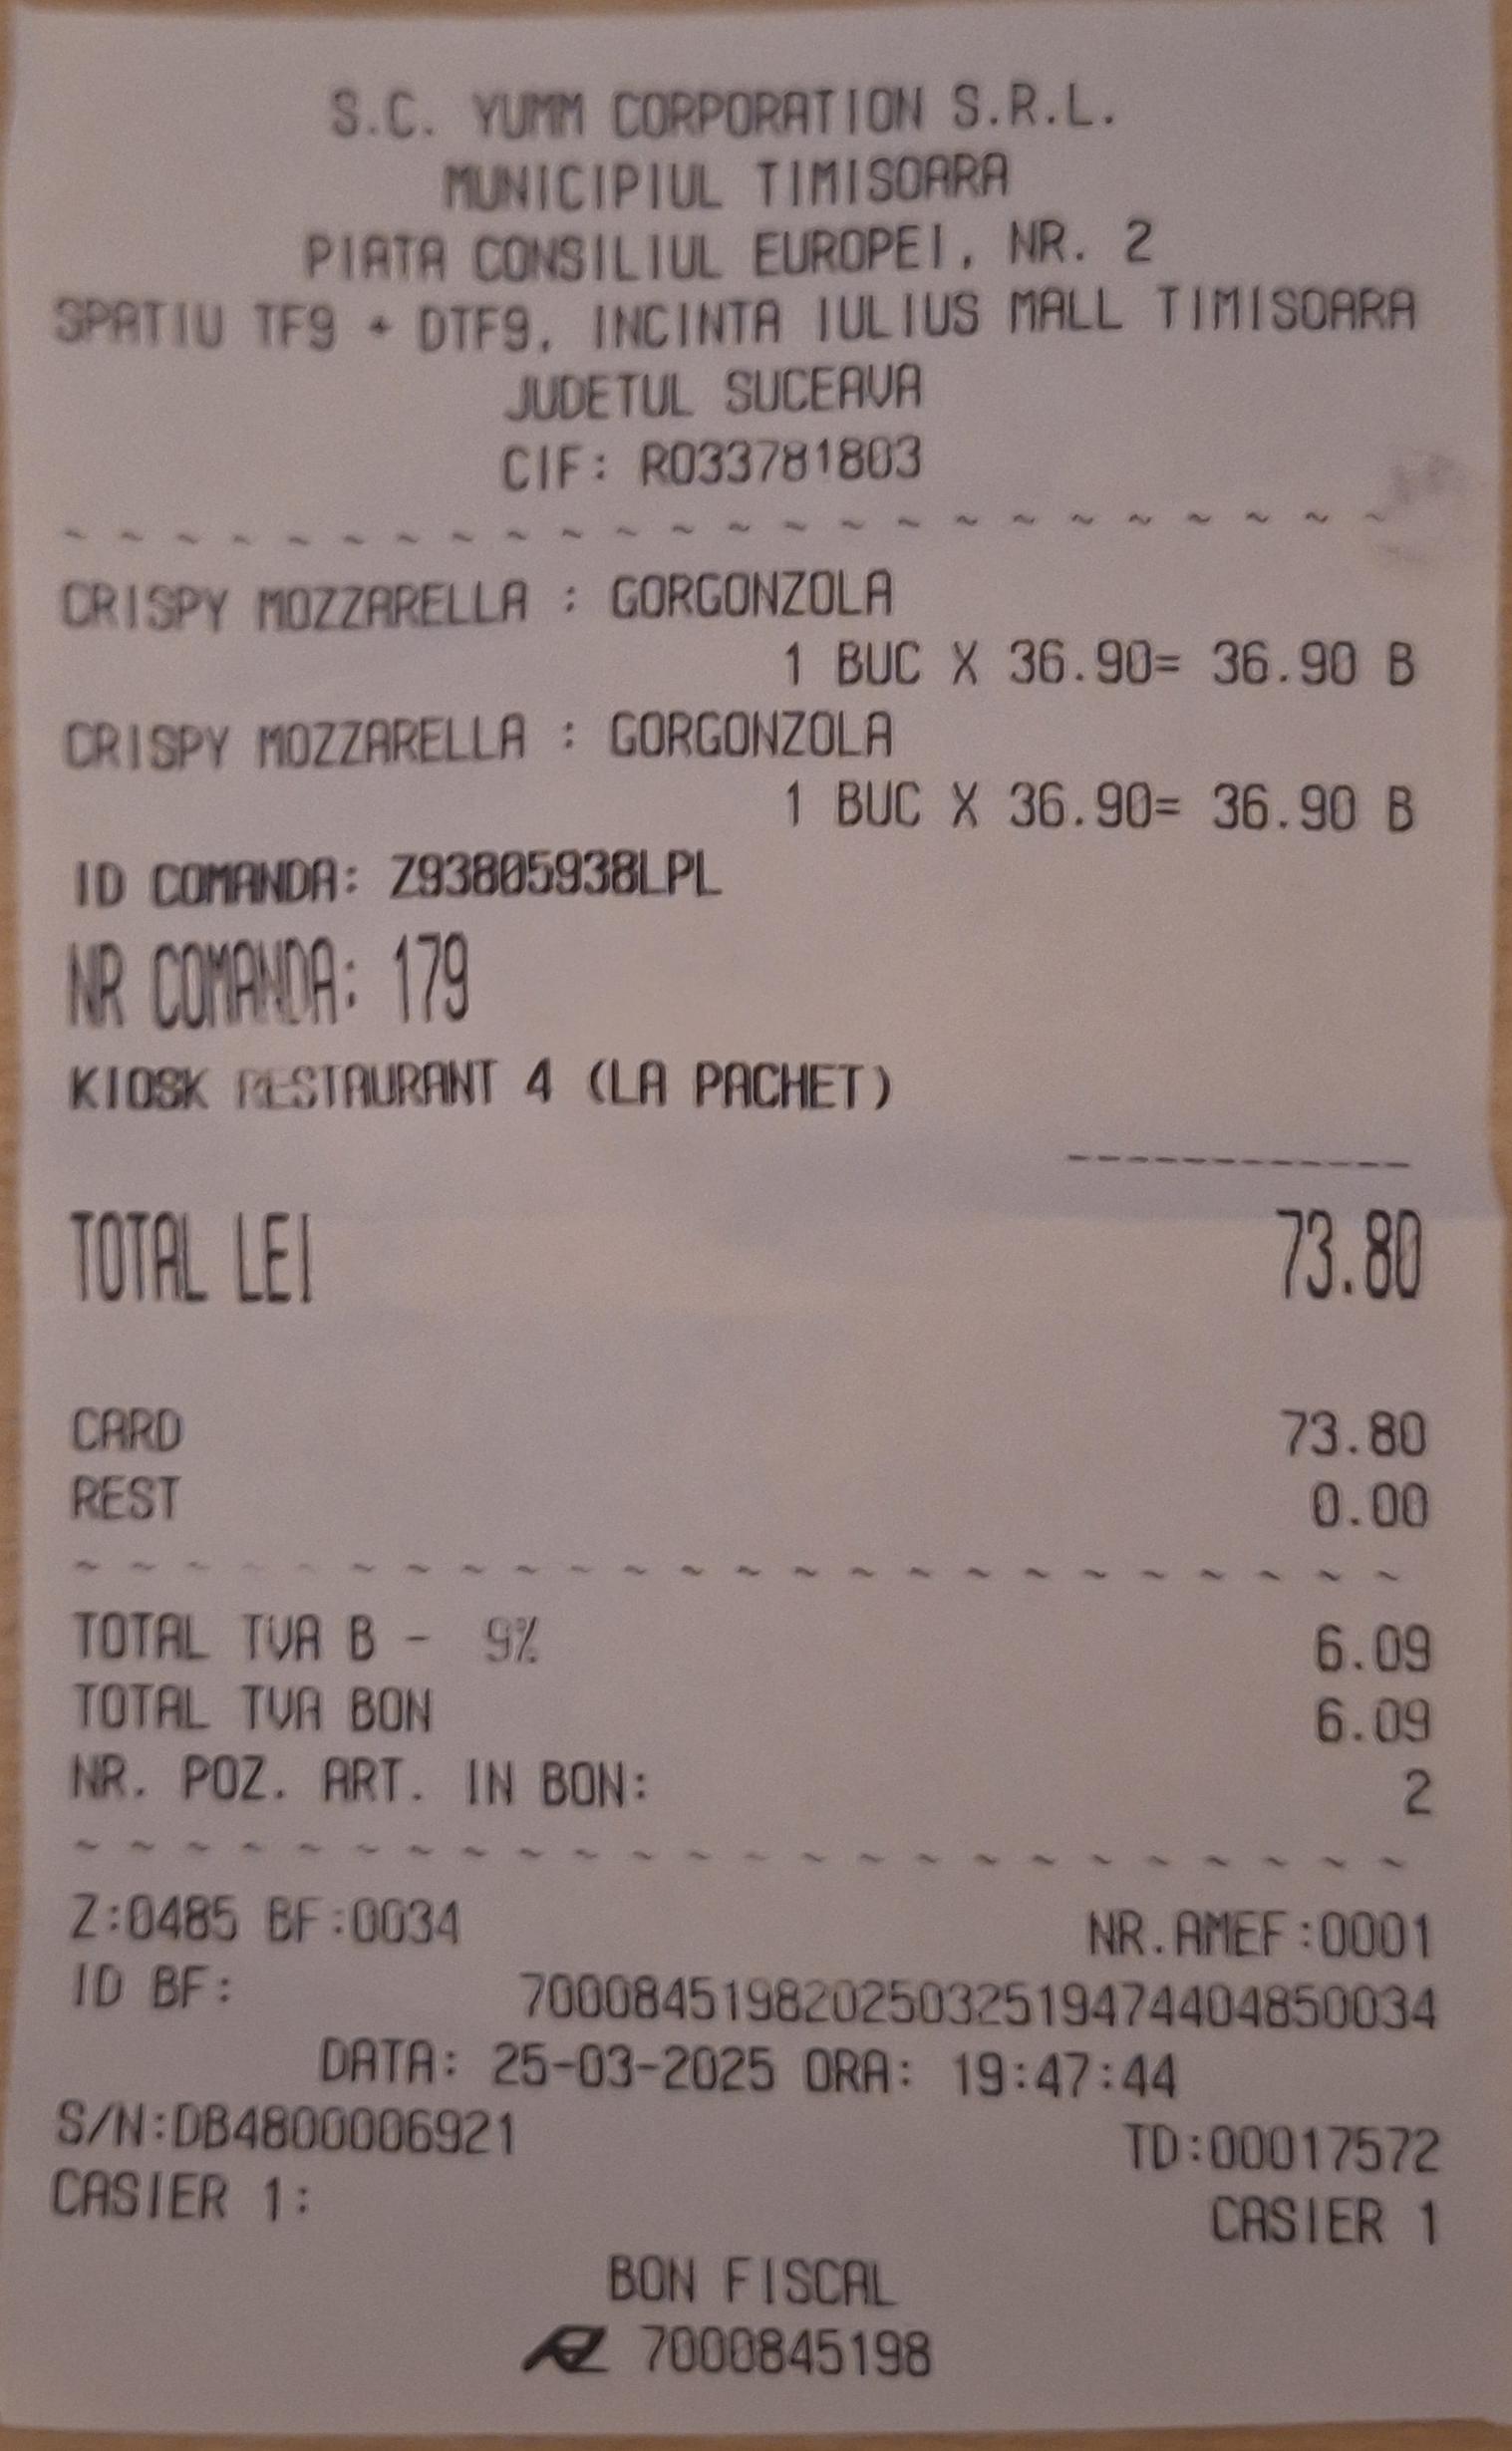 S.C. YUMM CORPORATION S.R.L.
MUNICIPIUL TIMISOARA
PIATA CONSILIUL EUROPEI, NR. 2
SPATIU TF9 + DTF9, INCINTA IULIUS MALL TIMISOARA
JUDETUL SUCEAVA
CIF: RO33781803
~ ~ ~ ~ ~ ~ ~ ~ ~ ~ ~ ~ ~ ~ ~ ~ ~ ~ ~ ~ ~ ~ ~ ~
CRISPY MOZZARELLA : GORGONZOLA
1 BUC X 36.90= 36.90 B
CRISPY MOZZARELLA : GORGONZOLA
1 BUC X 36.90= 36.90 B
ID COMANDA: Z93805938LPL
NR COMANDA: 179
KIOSK RESTAURANT 4 (LA PACHET)
------------
TOTAL LEI 73.80
CARD 73.80
REST 0.00
~ ~ ~ ~ ~ ~ ~ ~ ~ ~ ~ ~ ~ ~ ~ ~ ~ ~ ~ ~ ~ ~ ~ ~
TOTAL TVA B - 9% 6.09
TOTAL TVA BON 6.09
NR. POZ. ART. IN BON: 2
~ ~ ~ ~ ~ ~ ~ ~ ~ ~ ~ ~ ~ ~ ~ ~ ~ ~ ~ ~ ~ ~ ~ ~
Z:0485 BF:0034 NR.AMEF:0001
ID BF: 7000845198202503251947440485​0034
DATA: 25-03-2025 ORA: 19:47:44
S/N:DB4800006921 TD:00017572
CASIER 1: CASIER 1
BON FISCAL
7000845198